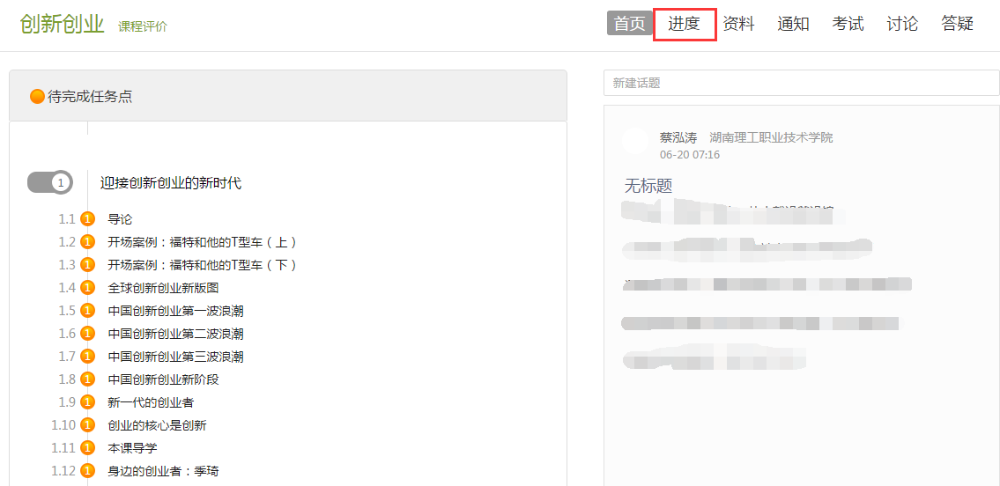 创新创业 课程评价
首页 进度 资料 通知 考试 讨论 答疑
待完成任务点
1 迎接创新创业的新时代
1.1 1 导论
1.2 1 开场案例：福特和他的T型车（上）
1.3 1 开场案例：福特和他的T型车（下）
1.4 1 全球创新创业新版图
1.5 1 中国创新创业第一波浪潮
1.6 1 中国创新创业第二波浪潮
1.7 1 中国创新创业第三波浪潮
1.8 1 中国创新创业新阶段
1.9 1 新一代的创业者
1.10 1 创业的核心是创新
1.11 1 本课导学
1.12 1 身边的创业者：季琦
新建话题
蔡泓涛 湖南理工职业技术学院
06-20 07:16
无标题